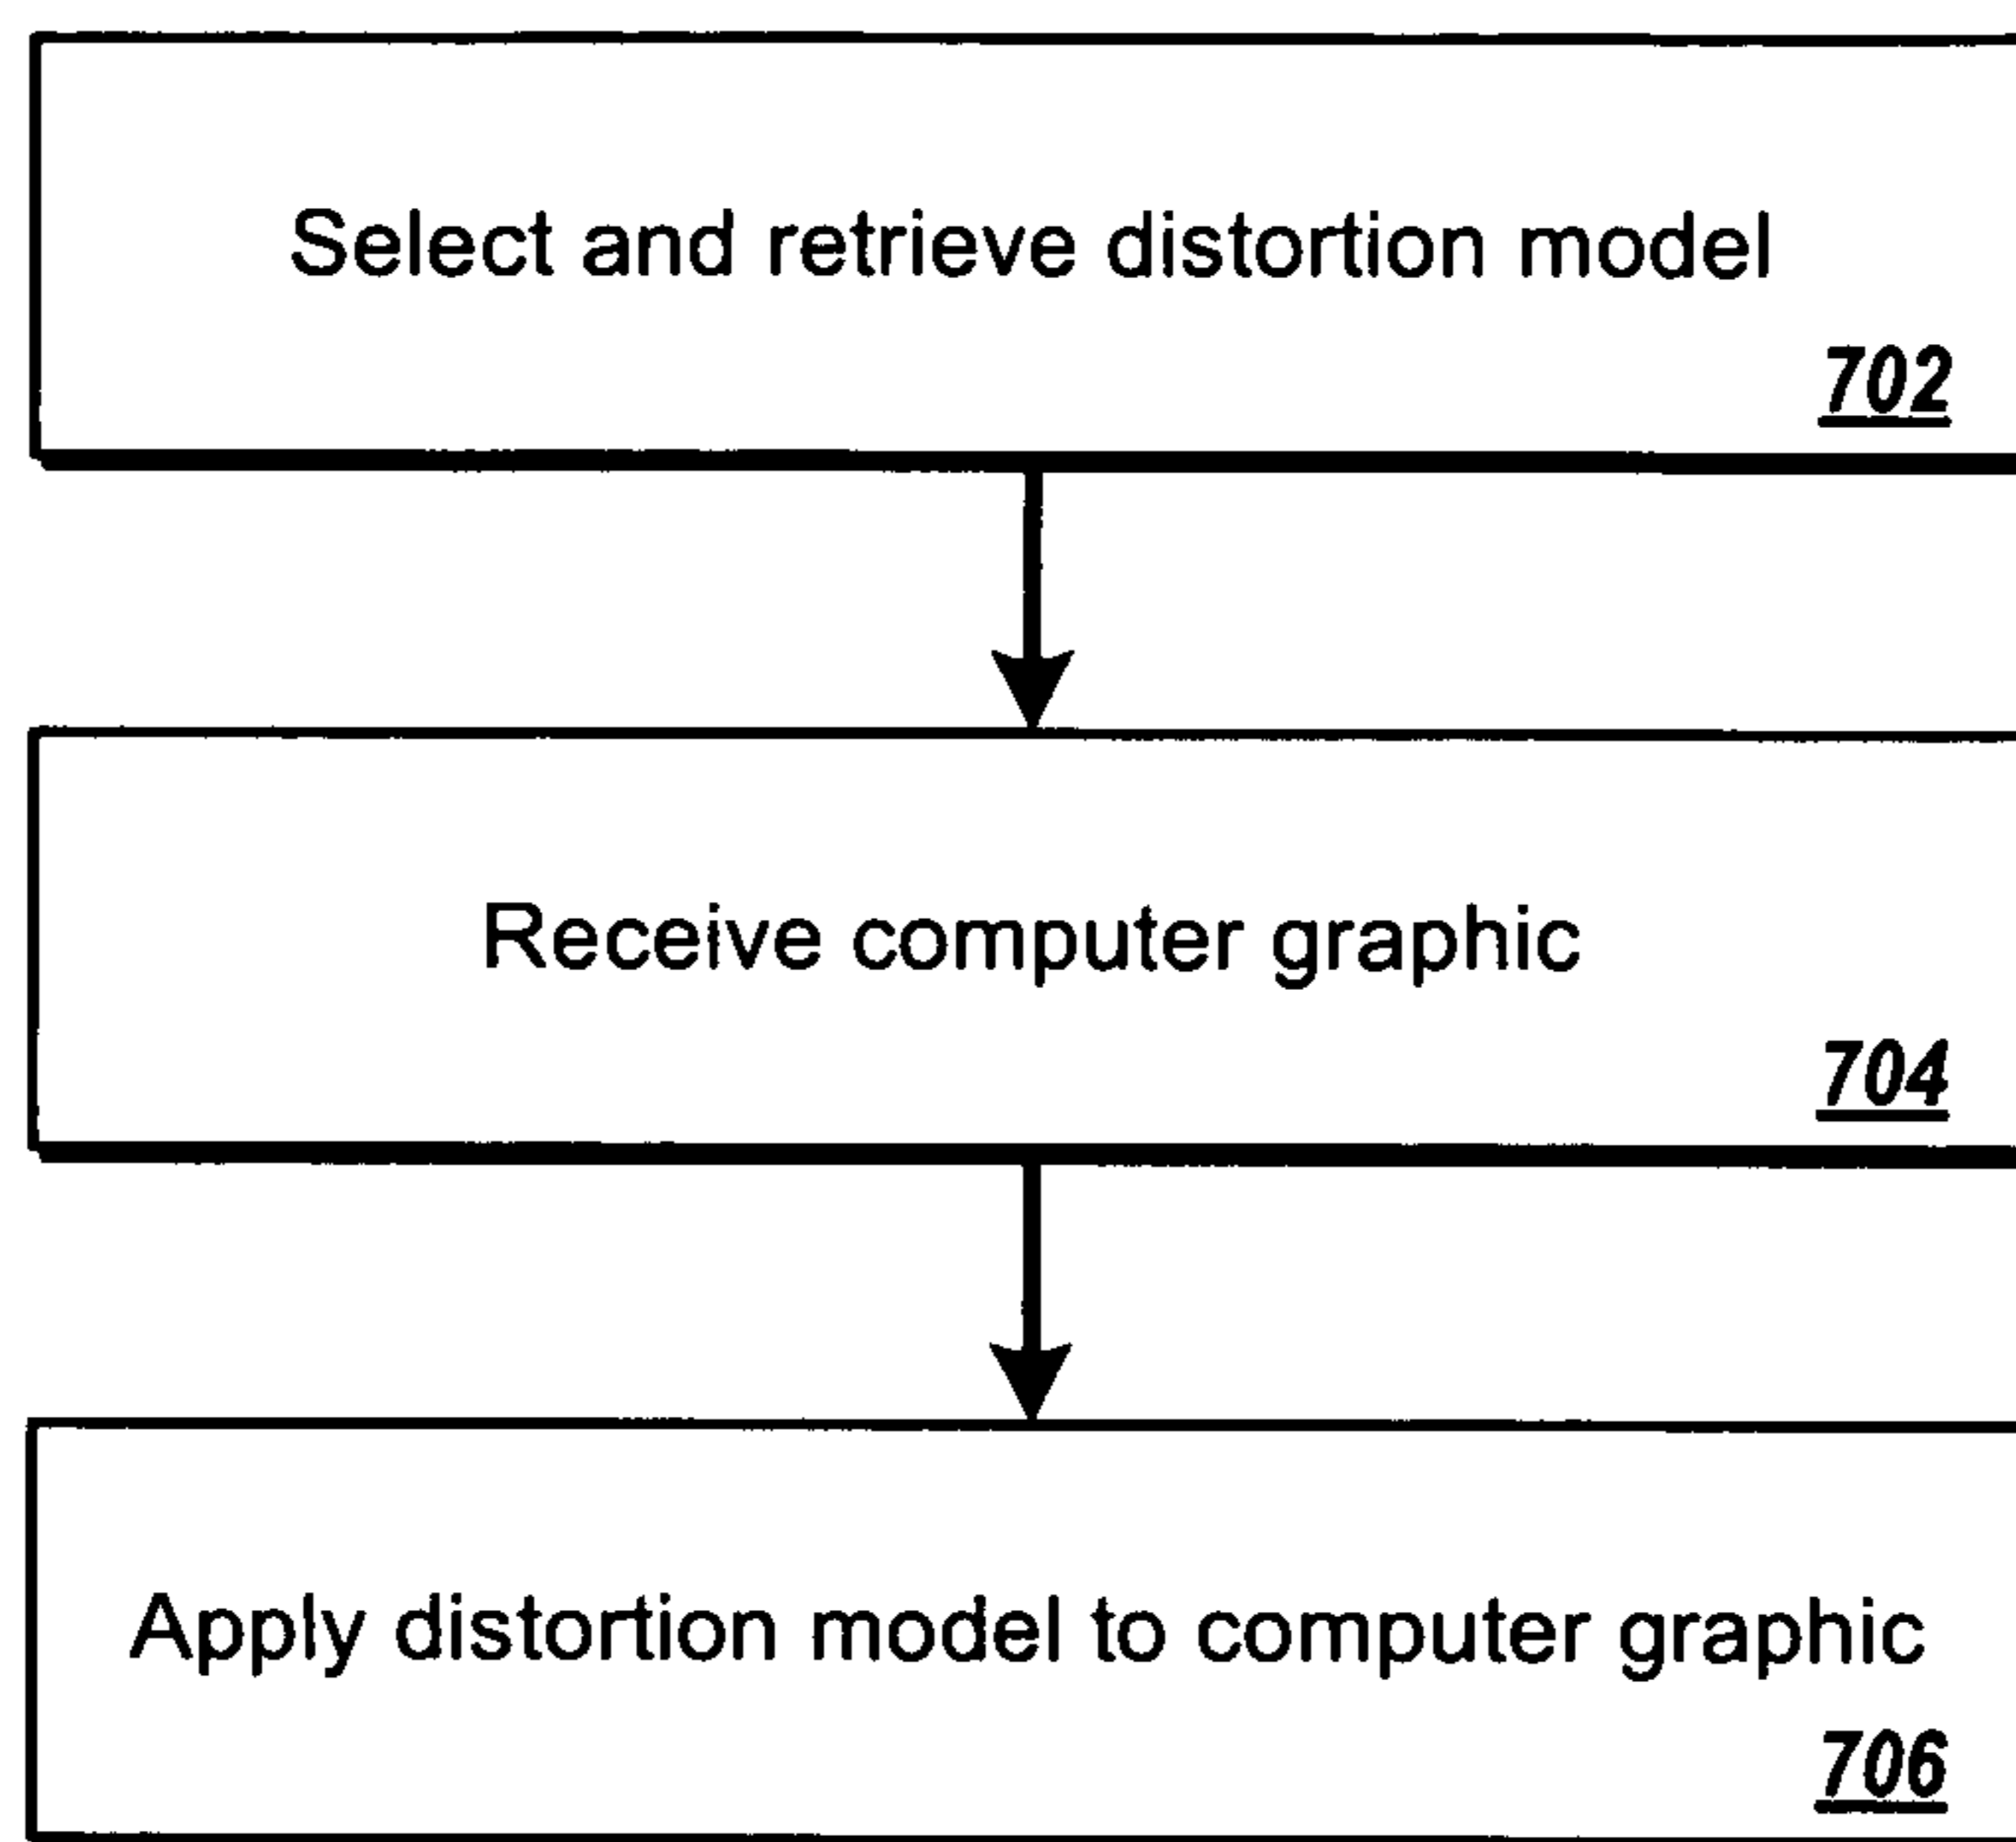 Select and retrieve distortion model
702
Receive computer graphic
704
Apply distortion model to computer graphic
706